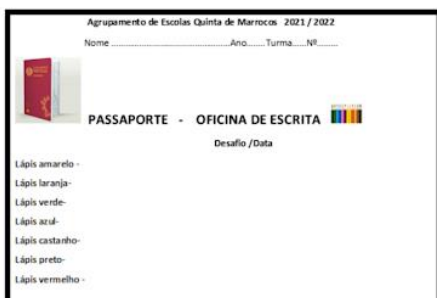 Agrupamento de Escolas Quinta de Marrocos 2021 / 2022
Nome ..................................................Ano........Turma......Nº.........
PASSAPORTE - OFICINA DE ESCRITA
Desafio /Data
Lápis amarelo -
Lápis laranja-
Lápis verde-
Lápis azul-
Lápis castanho-
Lápis preto-
Lápis vermelho -